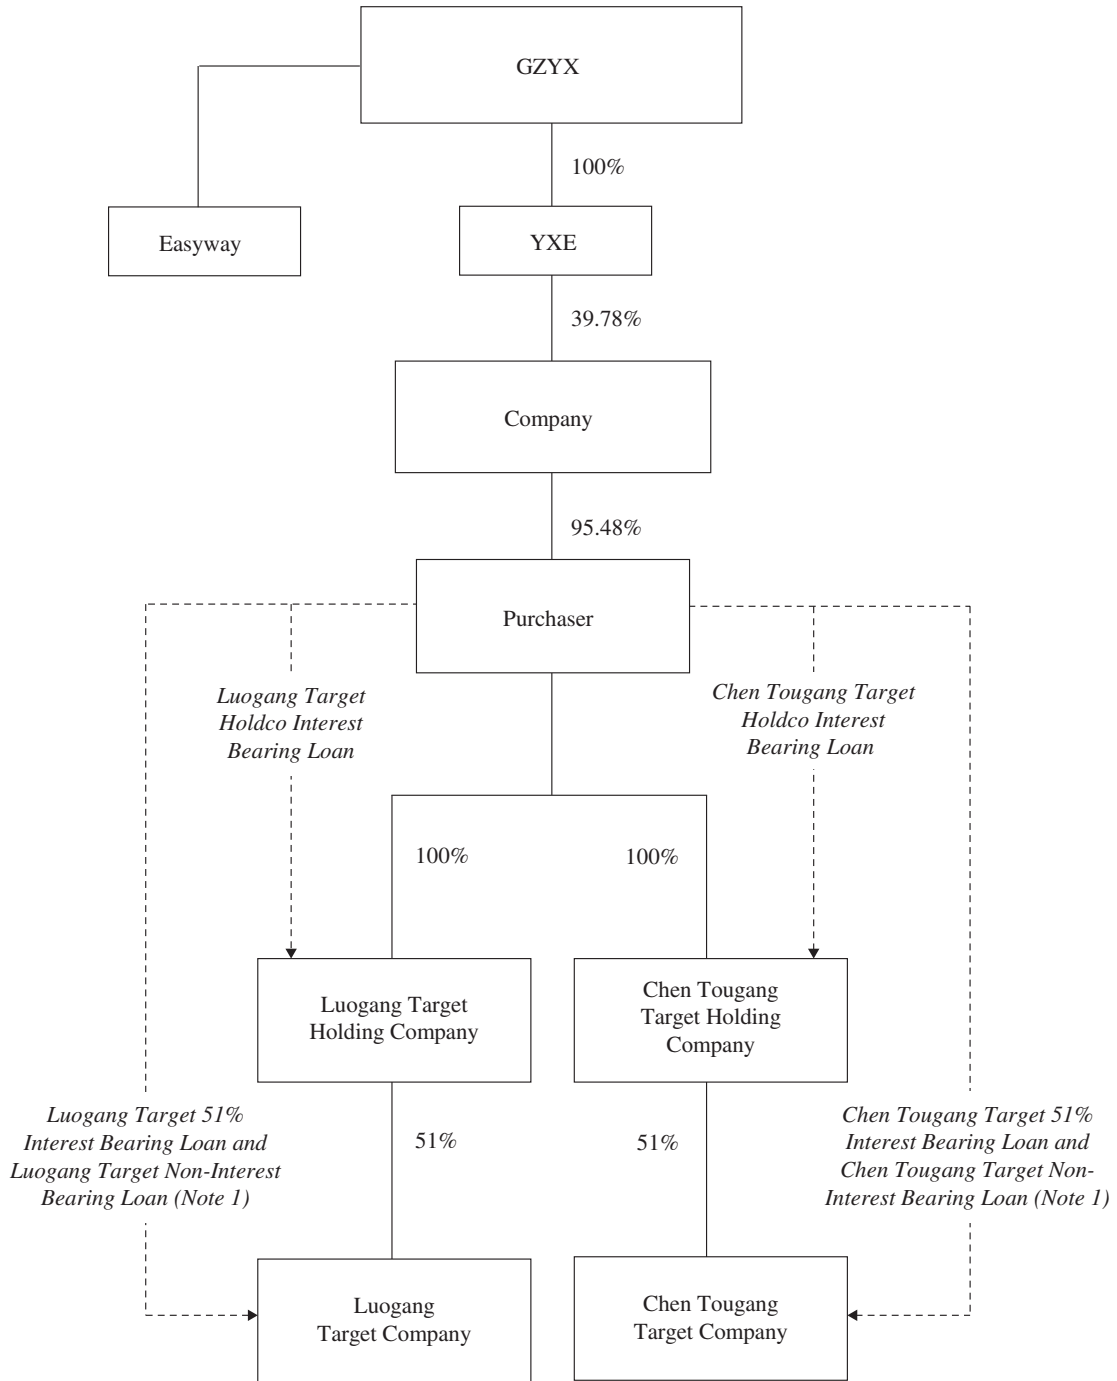 GZYX
100%
Easyway
YXE
39.78%
Company
95.48%
Purchaser
Luogang Target
Holdco Interest
Bearing Loan
Chen Tougang Target
Holdco Interest
Bearing Loan
100%
100%
Luogang Target
Holding Company
Chen Tougang
Target Holding
Company
Luogang Target 51%
Interest Bearing Loan and
Luogang Target Non-Interest
Bearing Loan (Note 1)
51%
51%
Chen Tougang Target 51%
Interest Bearing Loan and
Chen Tougang Target Non-
Interest Bearing Loan (Note 1)
Luogang
Target Company
Chen Tougang
Target Company